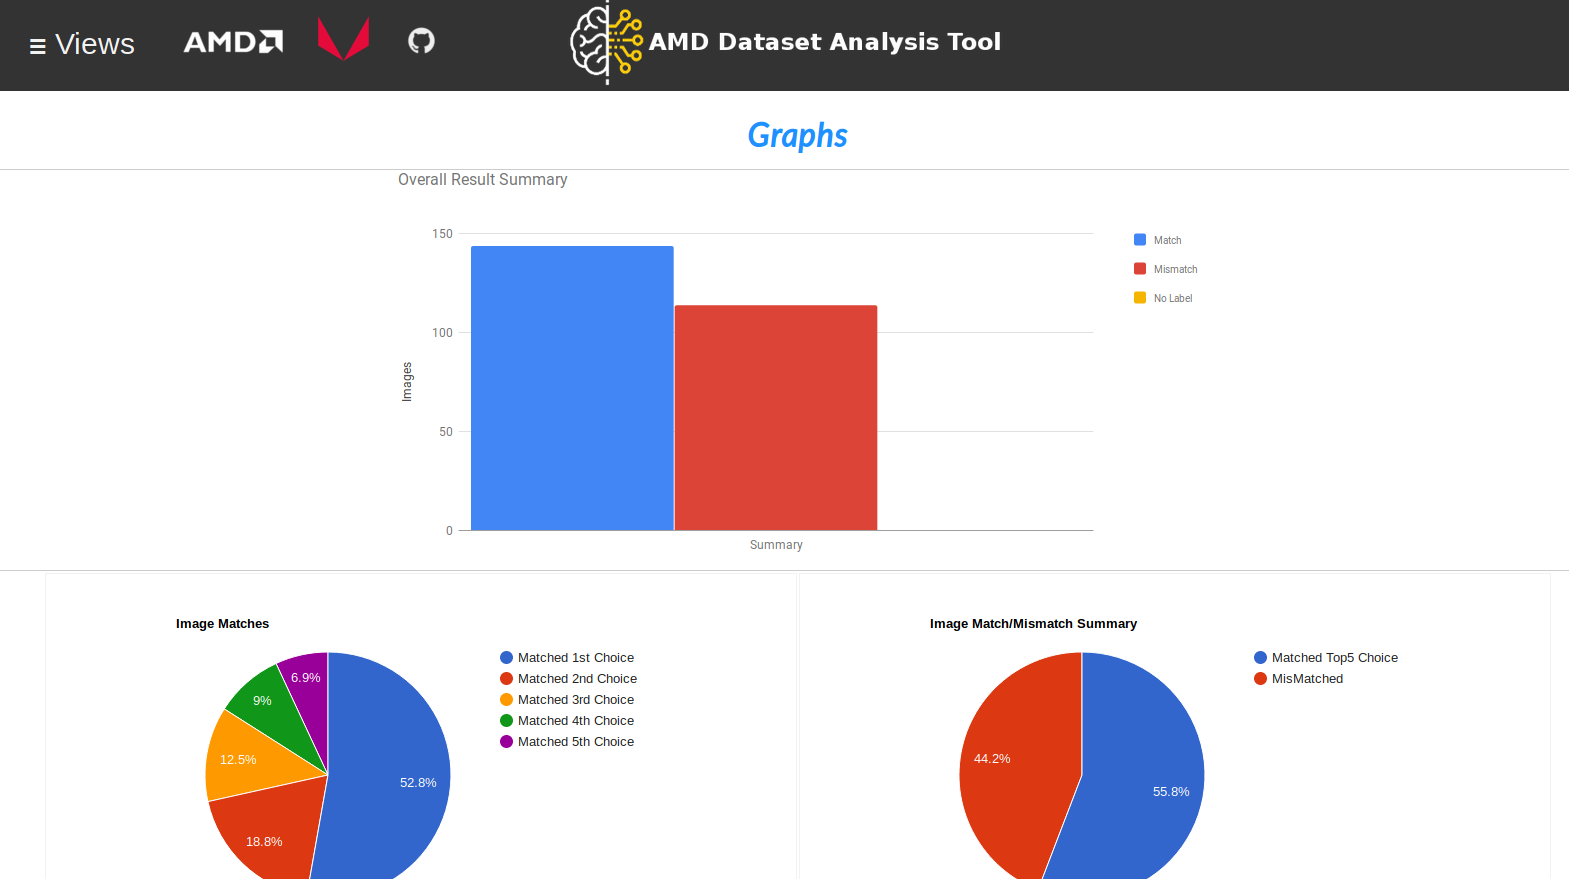 ☰ Views
AMD
AMD Dataset Analysis Tool
Graphs
Overall Result Summary
150
100
50
0
Images
Summary
Match
Mismatch
No Label
Image Matches
52.8%
18.8%
12.5%
9%
6.9%
Matched 1st Choice
Matched 2nd Choice
Matched 3rd Choice
Matched 4th Choice
Matched 5th Choice
Image Match/Mismatch Summary
44.2%
55.8%
Matched Top5 Choice
MisMatched